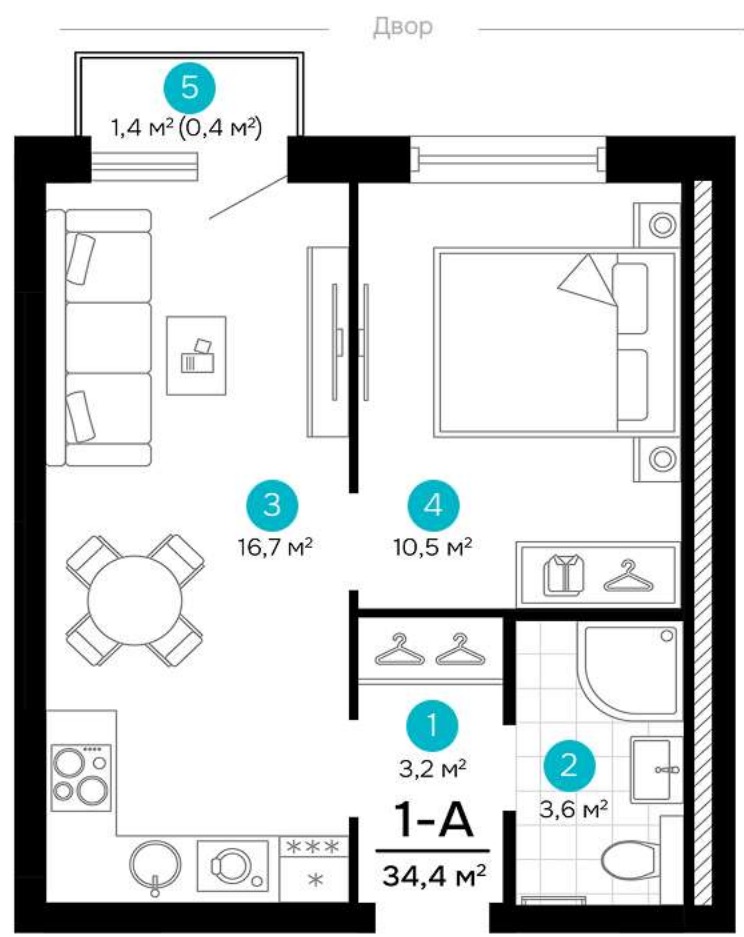 Двор
5
1,4 м² (0,4 м²)
3
16,7 м²
4
10,5 м²
1
3,2 м²
2
3,6 м²
1-А
34,4 м²